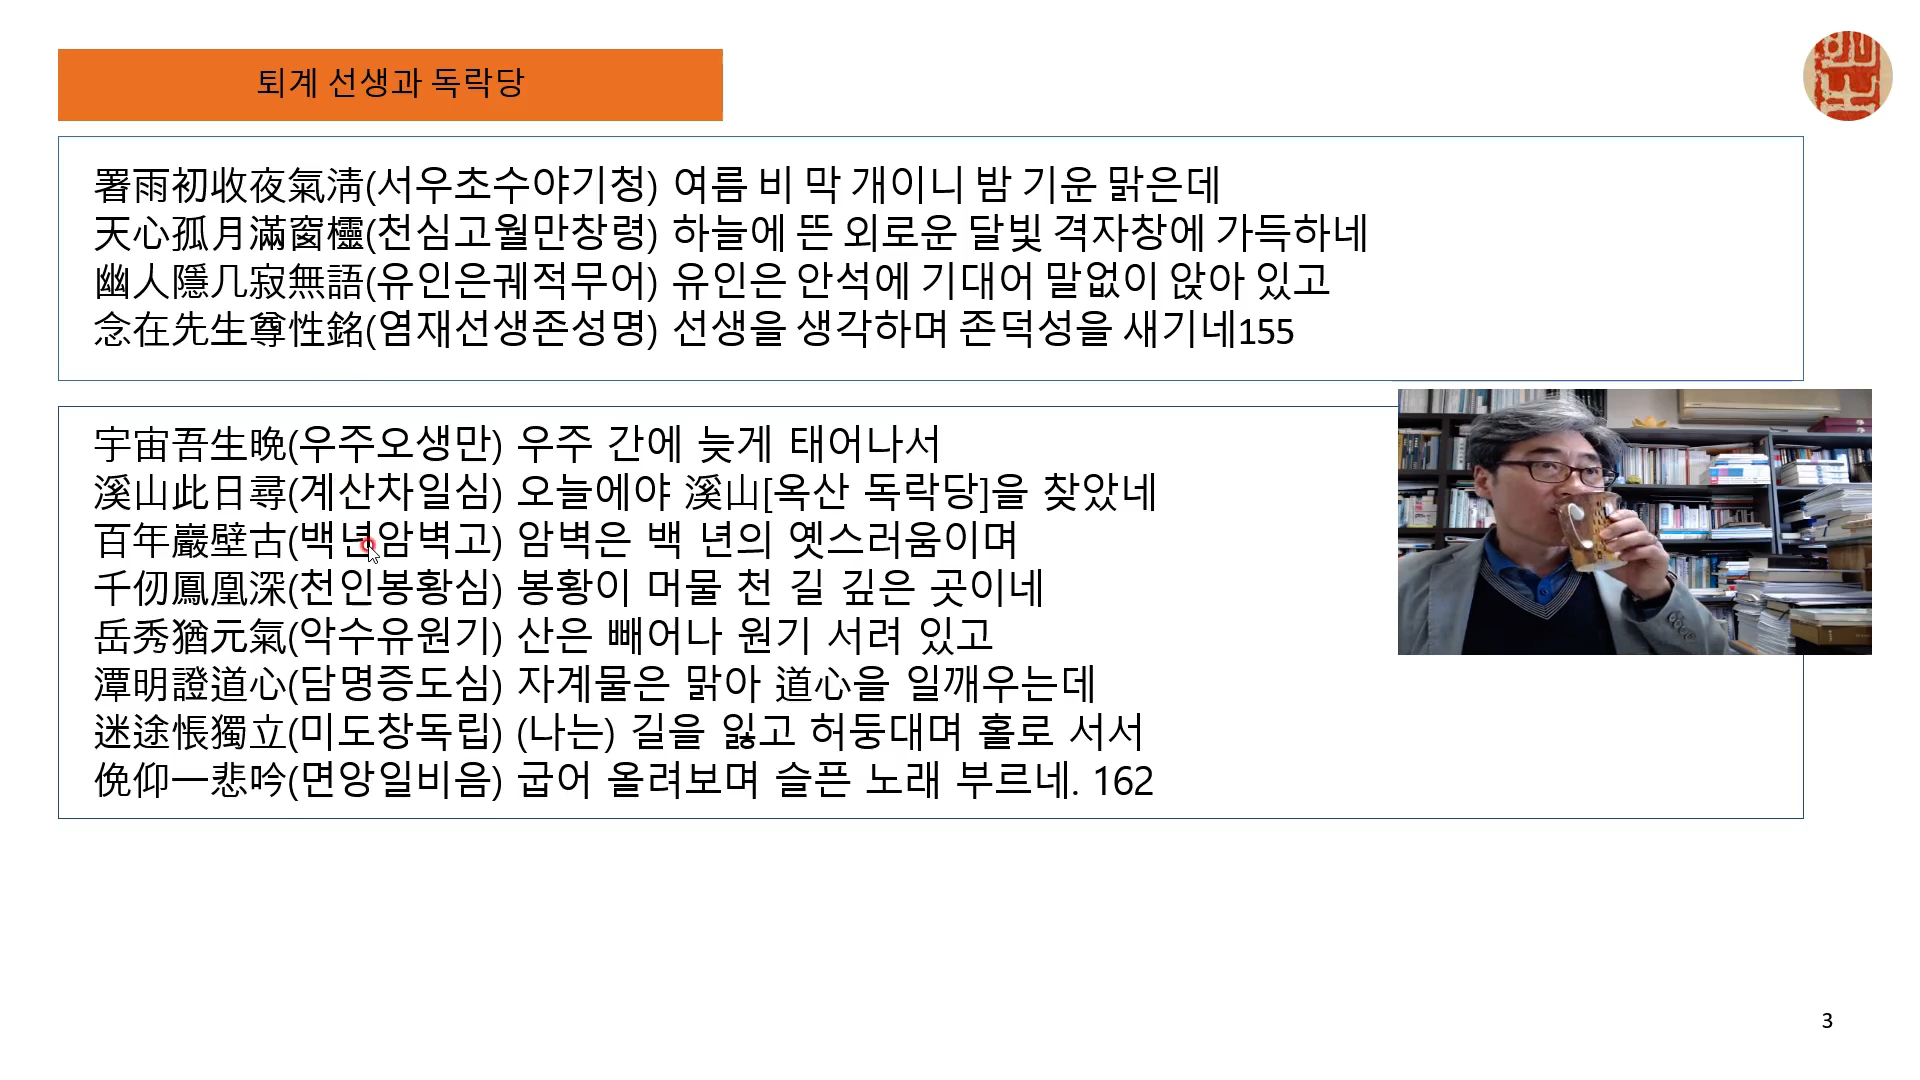 퇴계 선생과 독락당
署雨初收夜氣淸(서우초수야기청) 여름 비 막 개이니 밤 기운 맑은데
天心孤月滿窗欞(천심고월만창령) 하늘에 뜬 외로운 달빛 격자창에 가득하네
幽人隱几寂無語(유인은궤적무어) 유인은 안석에 기대어 말없이 앉아 있고
念在先生尊性銘(염재선생존성명) 선생을 생각하며 존덕성을 새기네155
宇宙吾生晩(우주오생만) 우주 간에 늦게 태어나서
溪山此日尋(계산차일심) 오늘에야 溪山[옥산 독락당]을 찾았네
百年巖壁古(백년암벽고) 암벽은 백 년의 옛스러움이며
千仞鳳凰深(천인봉황심) 봉황이 머물 천 길 깊은 곳이네
岳秀猶元氣(악수유원기) 산은 빼어나 원기 서려 있고
潭明證道心(담명증도심) 자계물은 맑아 道心을 일깨우는데
迷途悵獨立(미도창독립) (나는) 길을 잃고 허둥대며 홀로 서서
俛仰一悲吟(면앙일비음) 굽어 올려보며 슬픈 노래 부르네. 162
3